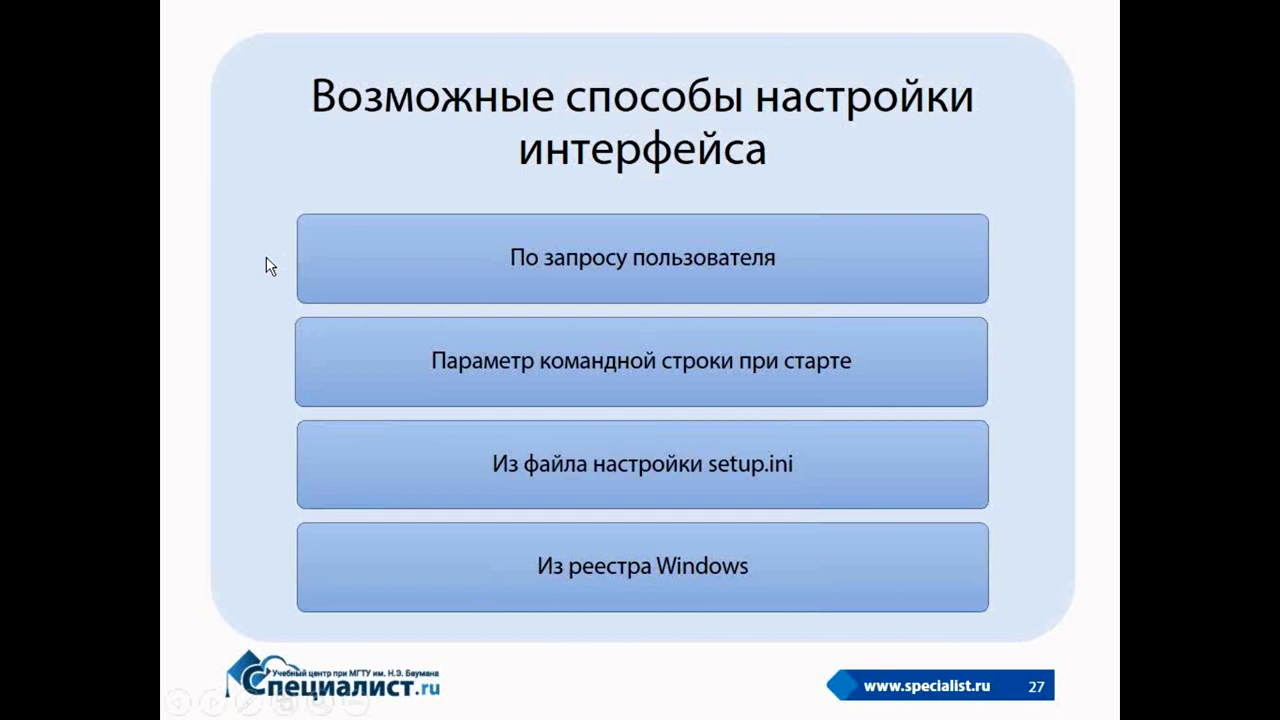 Возможные способы настройки
интерфейса
По запросу пользователя
Параметр командной строки при старте
Из файла настройки setup.ini
Из реестра Windows
Учебный центр при МГТУ им. Н.Э. Баумана
Специалист.ru
www.specialist.ru 27